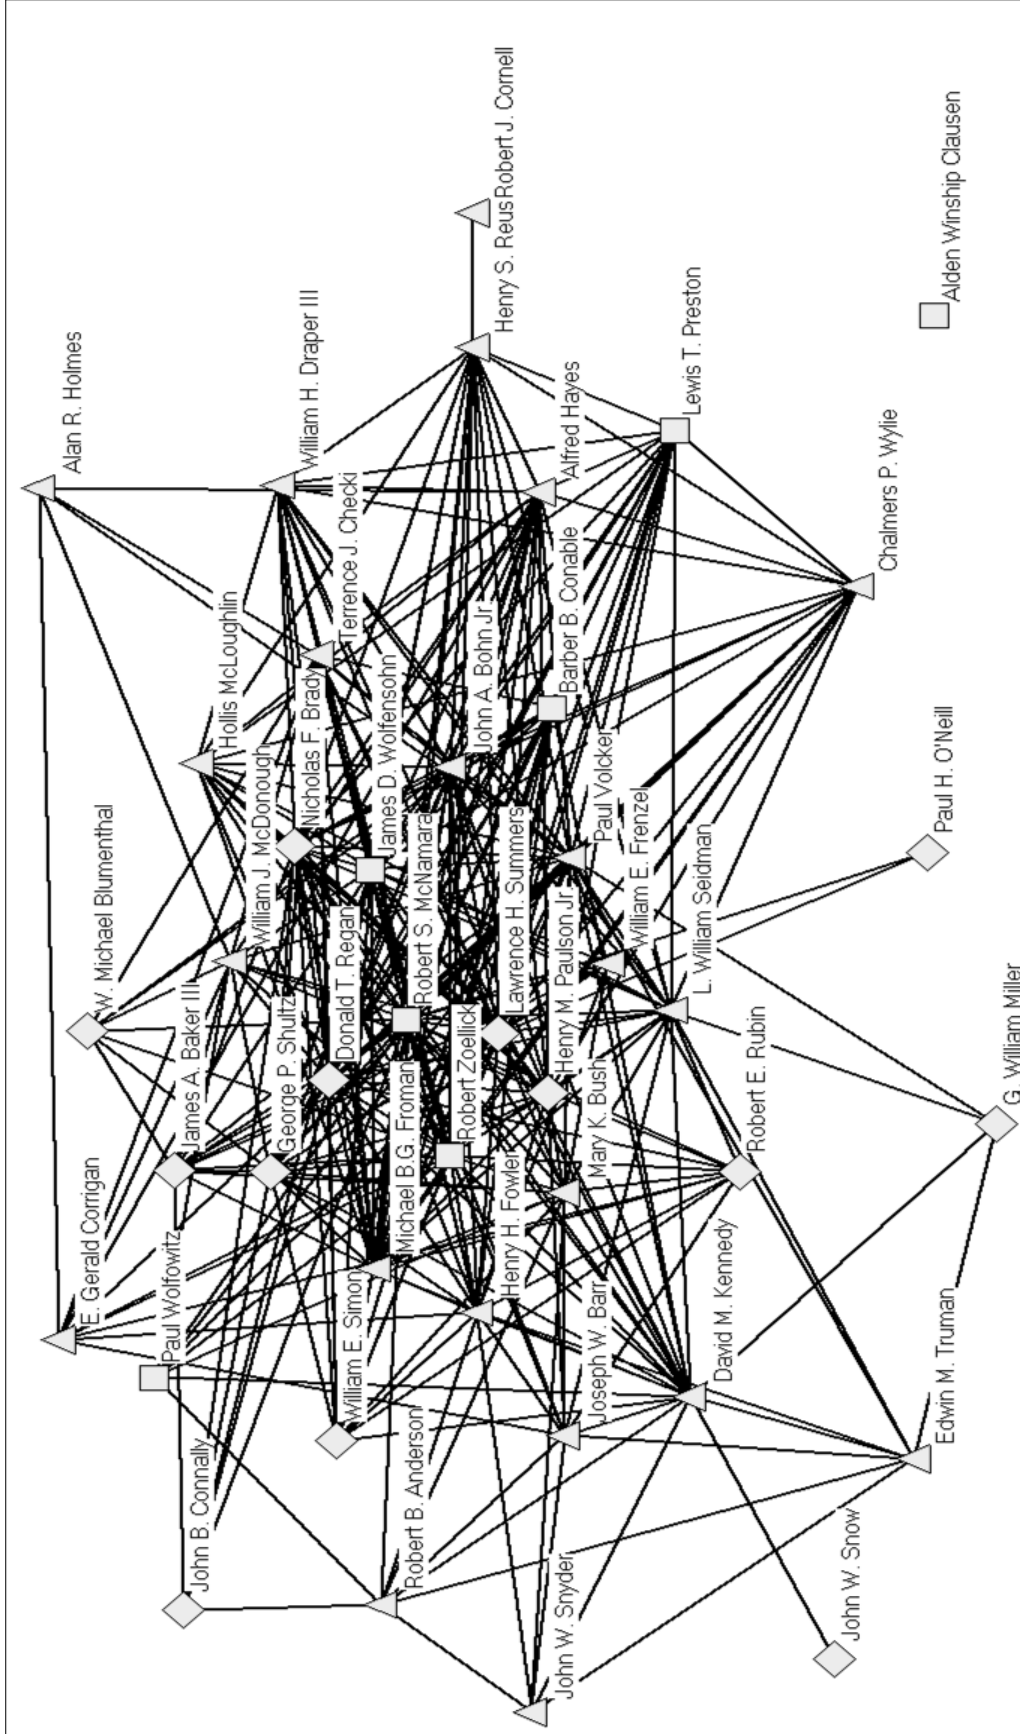 Alan R. Holmes
William H. Draper III
Henry S. Reus
Robert J. Cornell
Alfred Hayes
Lewis T. Preston
Alden Winship Clausen
Chalmers P. Wylie
Terrence J. Checki
Hollis McLoughlin
Nicholas F. Brady
James D. Wolfensohn
John A. Bohn Jr.
Barber B. Conable
W. Michael Blumenthal
William J. McDonough
Robert S. McNamara
Paul Volcker
Paul H. O'Neill
James A. Baker III
George P. Shultz
Donald T. Regan
Lawrence H. Summers
William E. Frenzel
L. William Seidman
Robert Zoellick
Henry M. Paulson Jr.
G. William Miller
E. Gerald Corrigan
Paul Wolfowitz
Michael B.G. Froman
Henry H. Fowler
Mary K. Bush
Robert E. Rubin
William E. Simon
Joseph W. Barr
David M. Kennedy
John B. Connally
Robert B. Anderson
Edwin M. Truman
John W. Snyder
John W. Snow